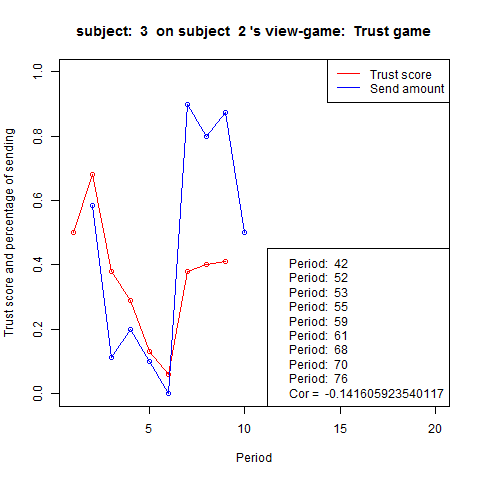 subject:  3  on subject  2 's view-game:  Trust game
Trust score
Send amount
Trust score and percentage of sending
0.0
0.2
0.4
0.6
0.8
1.0
Period:  42
Period:  52
Period:  53
Period:  55
Period:  59
Period:  61
Period:  68
Period:  70
Period:  76
Cor =  -0.141605923540117
5
10
15
20
Period